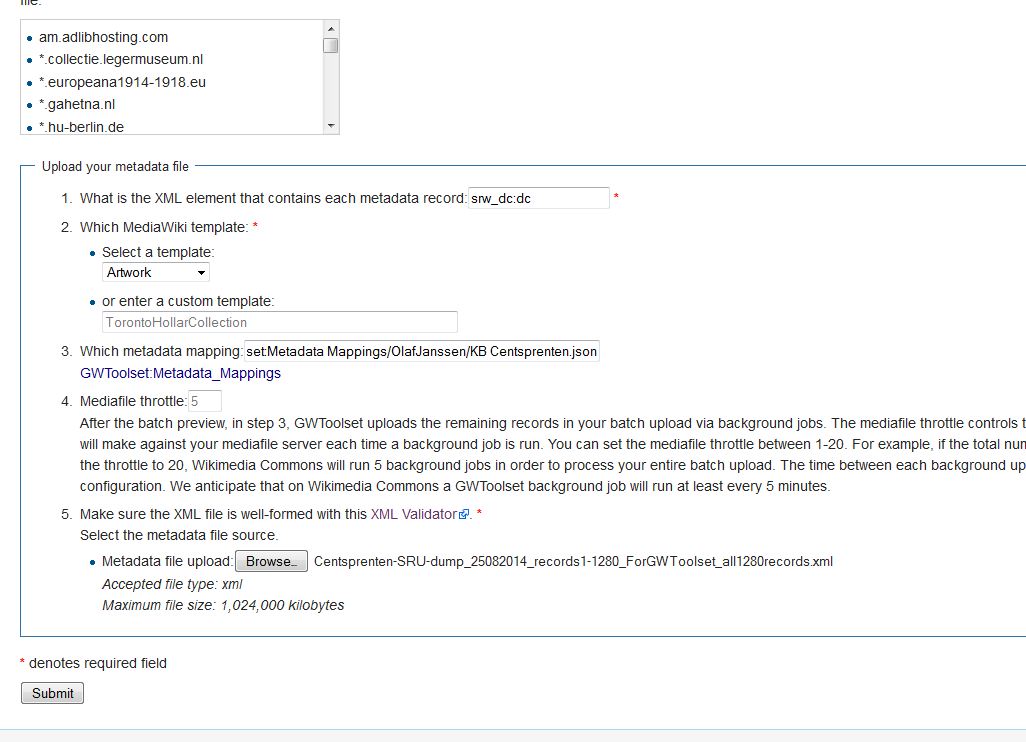 file:
am.adlibhosting.com
*.collectie.legermuseum.nl
*.europeana1914-1918.eu
*.gahetna.nl
*.hu-berlin.de
Upload your metadata file
1. What is the XML element that contains each metadata record: srw_dc:dc *
2. Which MediaWiki template: *
Select a template:
Artwork
or enter a custom template:
TorontoHollarCollection
3. Which metadata mapping: set:Metadata Mappings/OlafJanssen/KB Centsprenten.json
GWToolset:Metadata_Mappings
4. Mediafile throttle: 5
After the batch preview, in step 3, GWToolset uploads the remaining records in your batch upload via background jobs. The mediafile throttle controls t
will make against your mediafile server each time a background job is run. You can set the mediafile throttle between 1-20. For example, if the total nu
the throttle to 20, Wikimedia Commons will run 5 background jobs in order to process your entire batch upload. The time between each background up
configuration. We anticipate that on Wikimedia Commons a GWToolset background job will run at least every 5 minutes.
5. Make sure the XML file is well-formed with this XML Validator. *
Select the metadata file source.
Metadata file upload: Browse... Centsprenten-SRU-dump_25082014_records1-1280_ForGWToolset_all1280records.xml
Accepted file type: xml
Maximum file size: 1,024,000 kilobytes
* denotes required field
Submit